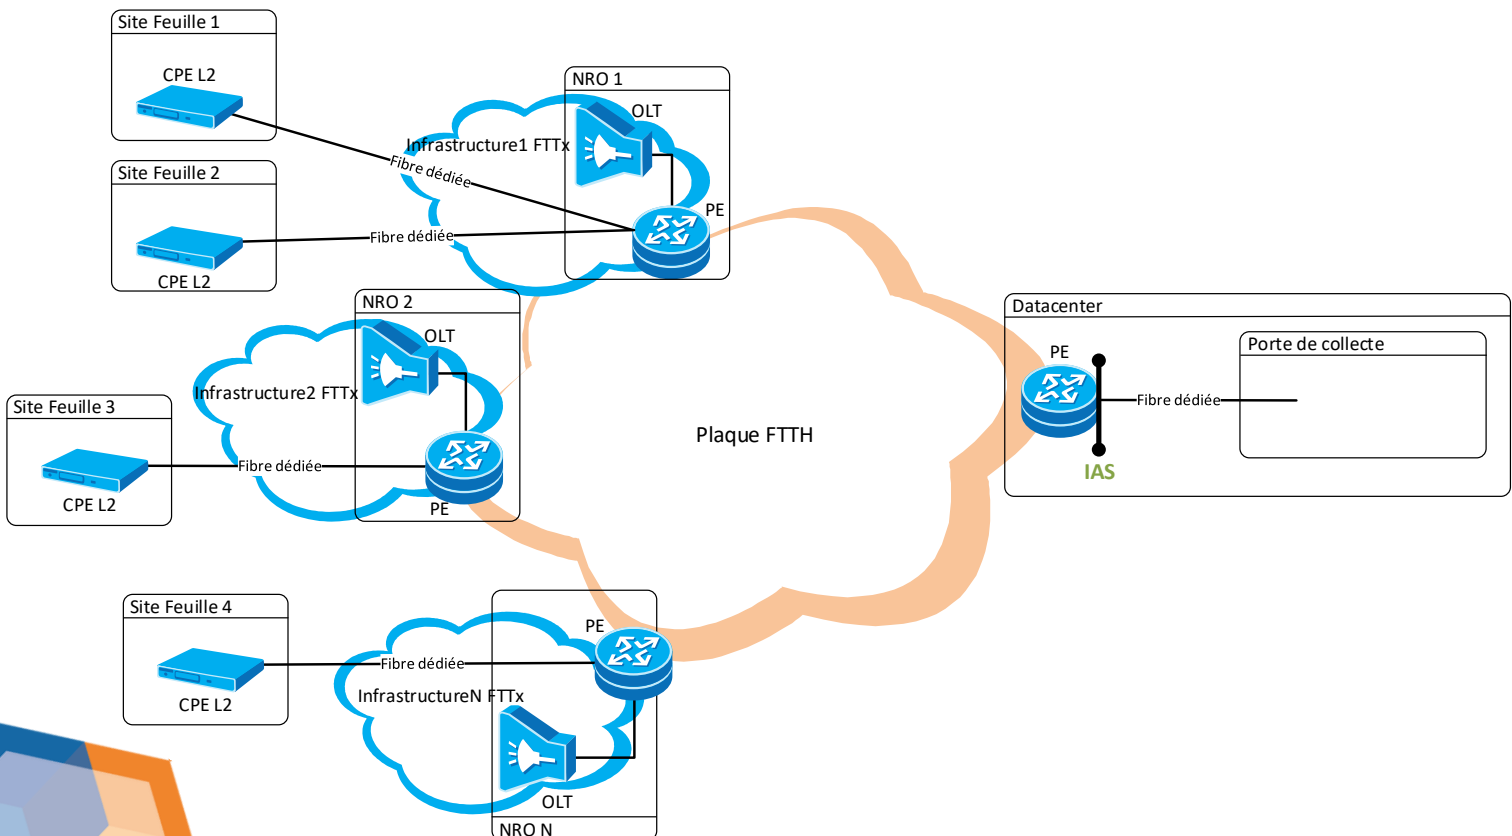 Site Feuille 1
CPE L2
NRO 1
OLT
Infrastructure1 FTTx
Fibre dédiée
Site Feuille 2
PE
Fibre dédiée
CPE L2
NRO 2
Datacenter
OLT
Porte de collecte
PE
Infrastructure2 FTTx
Fibre dédiée
Site Feuille 3
Plaque FTTH
Fibre dédiée
IAS
CPE L2
PE
Site Feuille 4
PE
Fibre dédiée
InfrastructureN FTTx
CPE L2
OLT
NRO N